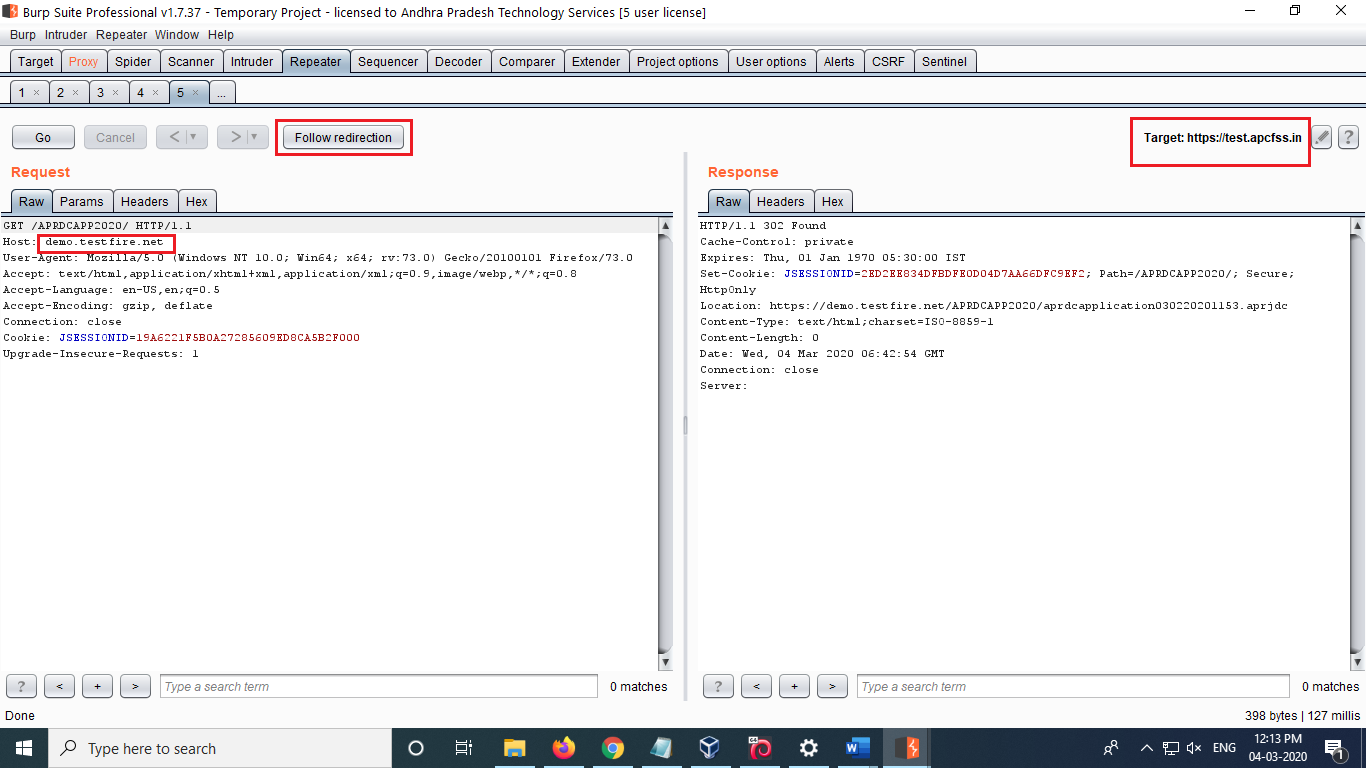 Burp Suite Professional v1.7.37 - Temporary Project - licensed to Andhra Pradesh Technology Services [5 user license]
Burp Intruder Repeater Window Help
Target Proxy Spider Scanner Intruder Repeater Sequencer Decoder Comparer Extender Project options User options Alerts CSRF Sentinel
1 × 2 × 3 × 4 × 5 × ...
Go Cancel < ▼ > ▼ Follow redirection Target: https://test.apcfss.in ?
Request
Raw Params Headers Hex
GET /APRDCAPP2020/ HTTP/1.1
Host: demo.testfire.net
User-Agent: Mozilla/5.0 (Windows NT 10.0; Win64; x64; rv:73.0) Gecko/20100101 Firefox/73.0
Accept: text/html,application/xhtml+xml,application/xml;q=0.9,image/webp,*/*;q=0.8
Accept-Language: en-US,en;q=0.5
Accept-Encoding: gzip, deflate
Connection: close
Cookie: JSESSIONID=19A6221F5B0A27285609ED8CA5B2F000
Upgrade-Insecure-Requests: 1
? < + > Type a search term 0 matches
Response
Raw Headers Hex
HTTP/1.1 302 Found
Cache-Control: private
Expires: Thu, 01 Jan 1970 05:30:00 IST
Set-Cookie: JSESSIONID=2ED2EE834DFBDFE0D04D7AA66DFC9EF2; Path=/APRDCAPP2020/; Secure;
HttpOnly
Location: https://demo.testfire.net/APRDCAPP2020/aprdcapplication030220201153.aprjdc
Content-Type: text/html;charset=ISO-8859-1
Content-Length: 0
Date: Wed, 04 Mar 2020 06:42:54 GMT
Connection: close
Server:
? < + > Type a search term 0 matches
Done 398 bytes | 127 millis
Type here to search ENG 12:13 PM
04-03-2020 1